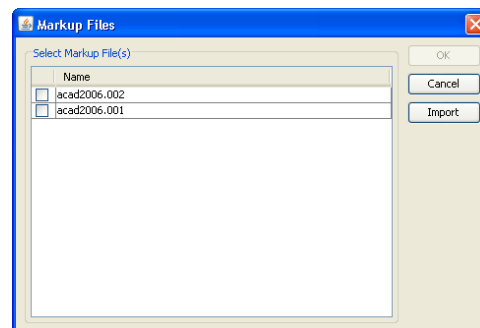 Markup Files
Select Markup File(s)
OK
Cancel
Import
Name
acad2006.002
acad2006.001